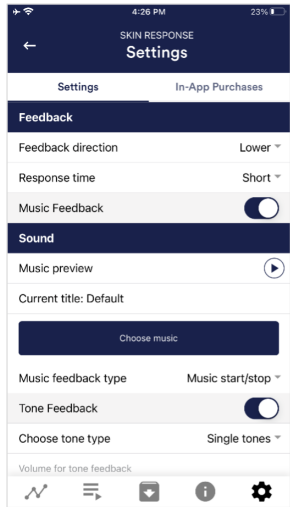 4:26 PM
23%
SKIN RESPONSE
Settings
Settings In-App Purchases
Feedback
Feedback direction Lower
Response time Short
Music Feedback
Sound
Music preview
Current title: Default
Choose music
Music feedback type Music start/stop
Tone Feedback
Choose tone type Single tones
Volume for tone feedback